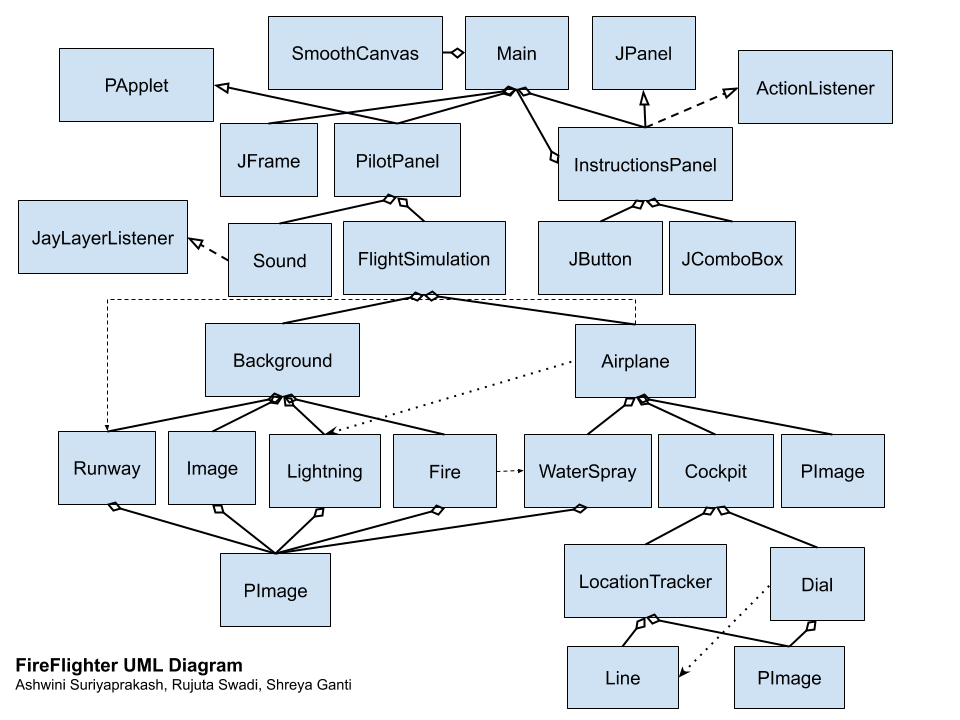 SmoothCanvas
Main
JPanel
PApplet
ActionListener
JFrame
PilotPanel
InstructionsPanel
JayLayerListener
Sound
FlightSimulation
JButton
JComboBox
Background
Airplane
Runway
Image
Lightning
Fire
WaterSpray
Cockpit
PImage
PImage
LocationTracker
Dial
Line
PImage
FireFlighter UML Diagram
Ashwini Suriyaprakash, Rujuta Swadi, Shreya Ganti